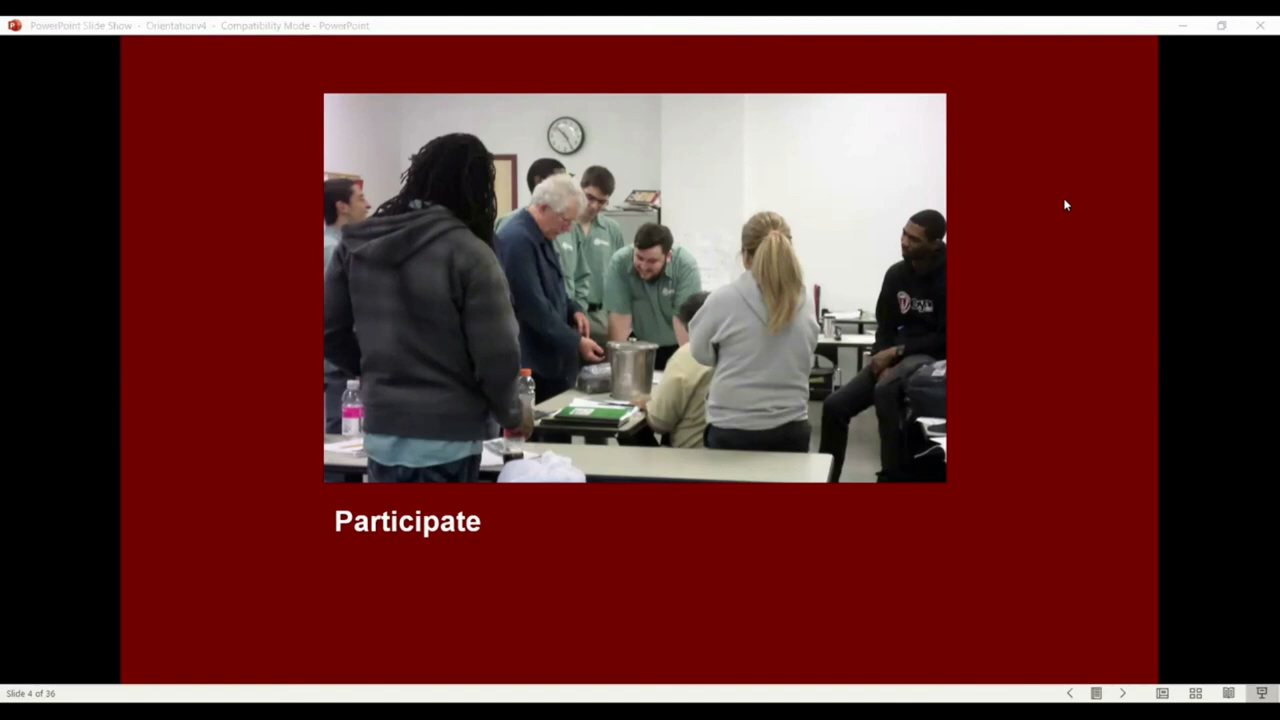 PowerPoint Slide Show - Orientationv4 - Compatibility Mode - PowerPoint
Participate
Slide 4 of 36